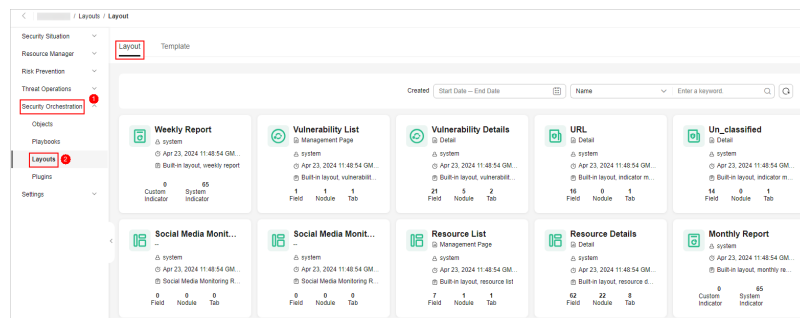 / Layouts / Layout
Security Situation
Resource Manager
Risk Prevention
Threat Operations
Security Orchestration
1
Objects
Playbooks
Layouts
2
Plugins
Settings
Layout
Template
Created
Start Date – End Date
Name
Enter a keyword.
Weekly Report
system
Apr 23, 2024 11:48:54 GM...
Built-in layout, weekly report
0 65
Custom Indicator System Indicator
Vulnerability List
Management Page
system
Apr 23, 2024 11:48:54 GM...
Built-in layout, vulnerabilit...
1 1 1
Field Nodule Tab
Vulnerability Details
Detail
system
Apr 23, 2024 11:48:54 GM...
Built-in layout, vulnerabilit...
21 5 2
Field Nodule Tab
URL
Detail
system
Apr 23, 2024 11:48:54 GM...
Built-in layout, indicator m...
16 0 1
Field Nodule Tab
Un_classified
Detail
system
Apr 23, 2024 11:48:54 GM...
Built-in layout, indicator m...
14 0 1
Field Nodule Tab
Social Media Monit...
--
system
Apr 23, 2024 11:48:54 GM...
Social Media Monitoring R...
0 0 0
Field Nodule Tab
Social Media Monit...
--
system
Apr 23, 2024 11:48:54 GM...
Social Media Monitoring R...
0 0 0
Field Nodule Tab
Resource List
Management Page
system
Apr 23, 2024 11:48:54 GM...
Built-in layout, resource list
7 1 1
Field Nodule Tab
Resource Details
Detail
system
Apr 23, 2024 11:48:54 GM...
Built-in layout, resource d...
62 22 8
Field Nodule Tab
Monthly Report
system
Apr 23, 2024 11:48:54 GM...
Built-in layout, monthly re...
0 65
Custom Indicator System Indicator